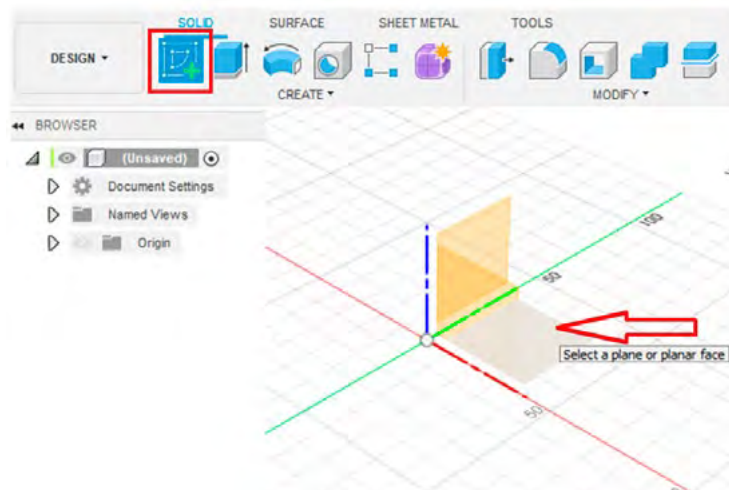 SOLID SURFACE SHEET METAL TOOLS
DESIGN
CREATE MODIFY
BROWSER
(Unsaved)
Document Settings
Named Views
Origin
100
50
Select a plane or planar face
50